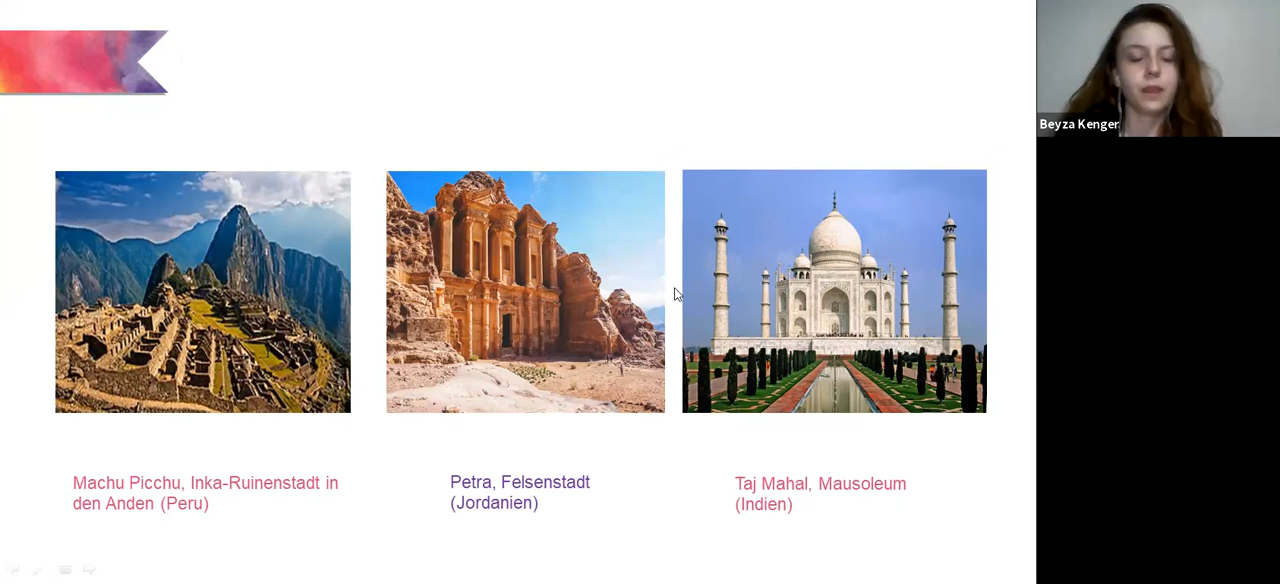 Beyza Kenger
Machu Picchu, Inka-Ruinenstadt in
den Anden (Peru)
Petra, Felsenstadt
(Jordanien)
Taj Mahal, Mausoleum
(Indien)